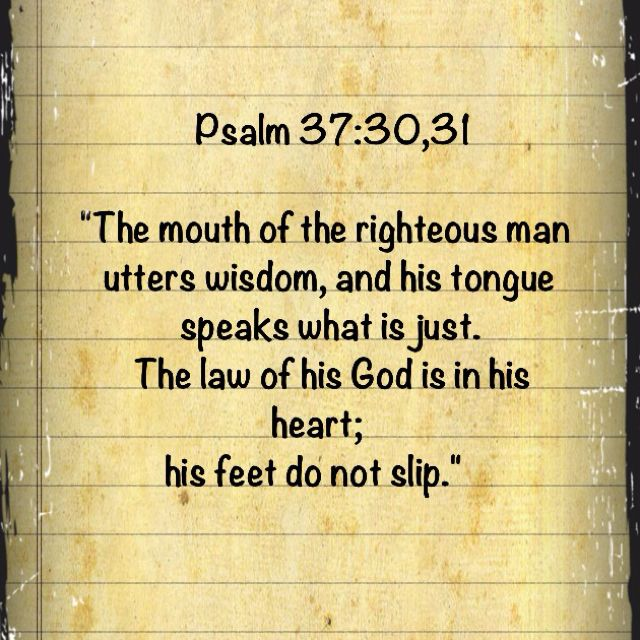 Psalm 37:30,31
"The mouth of the righteous man
utters wisdom, and his tongue
speaks what is just.
The law of his God is in his
heart;
his feet do not slip."